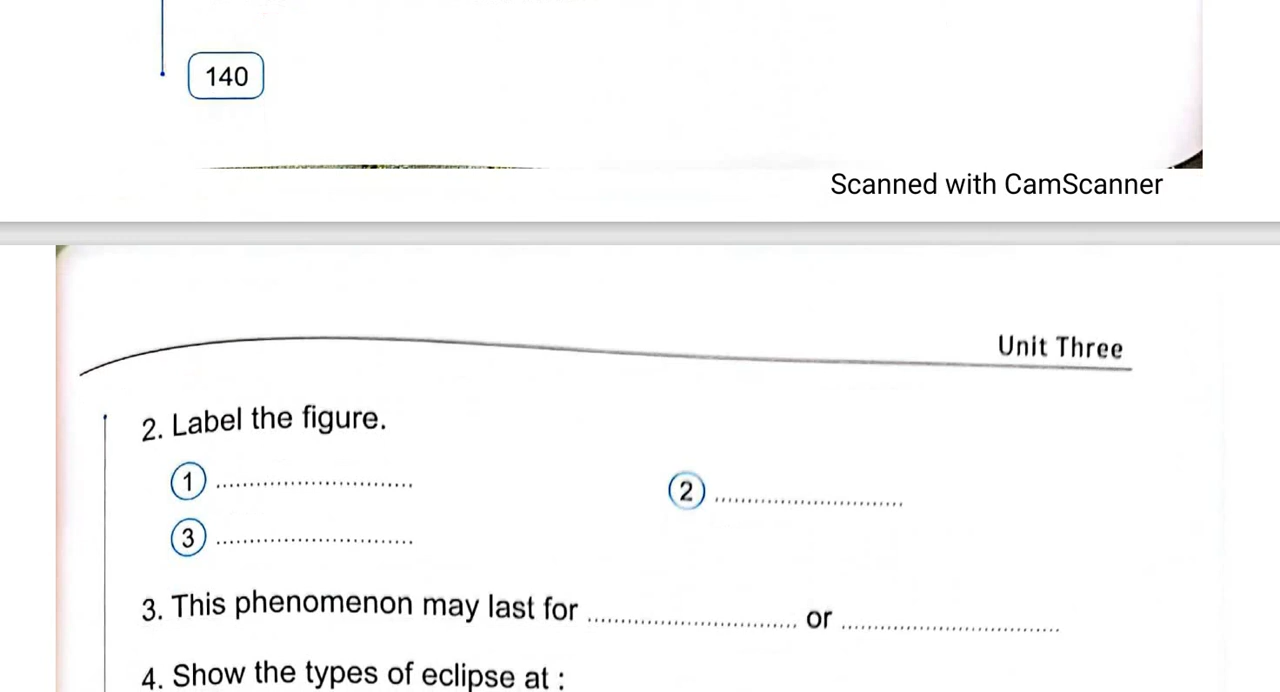 140
Scanned with CamScanner
Unit Three
2. Label the figure.
1 ..............................
2 ..............................
3 ..............................
3. This phenomenon may last for .............................. or ..............................
4. Show the types of eclipse at :